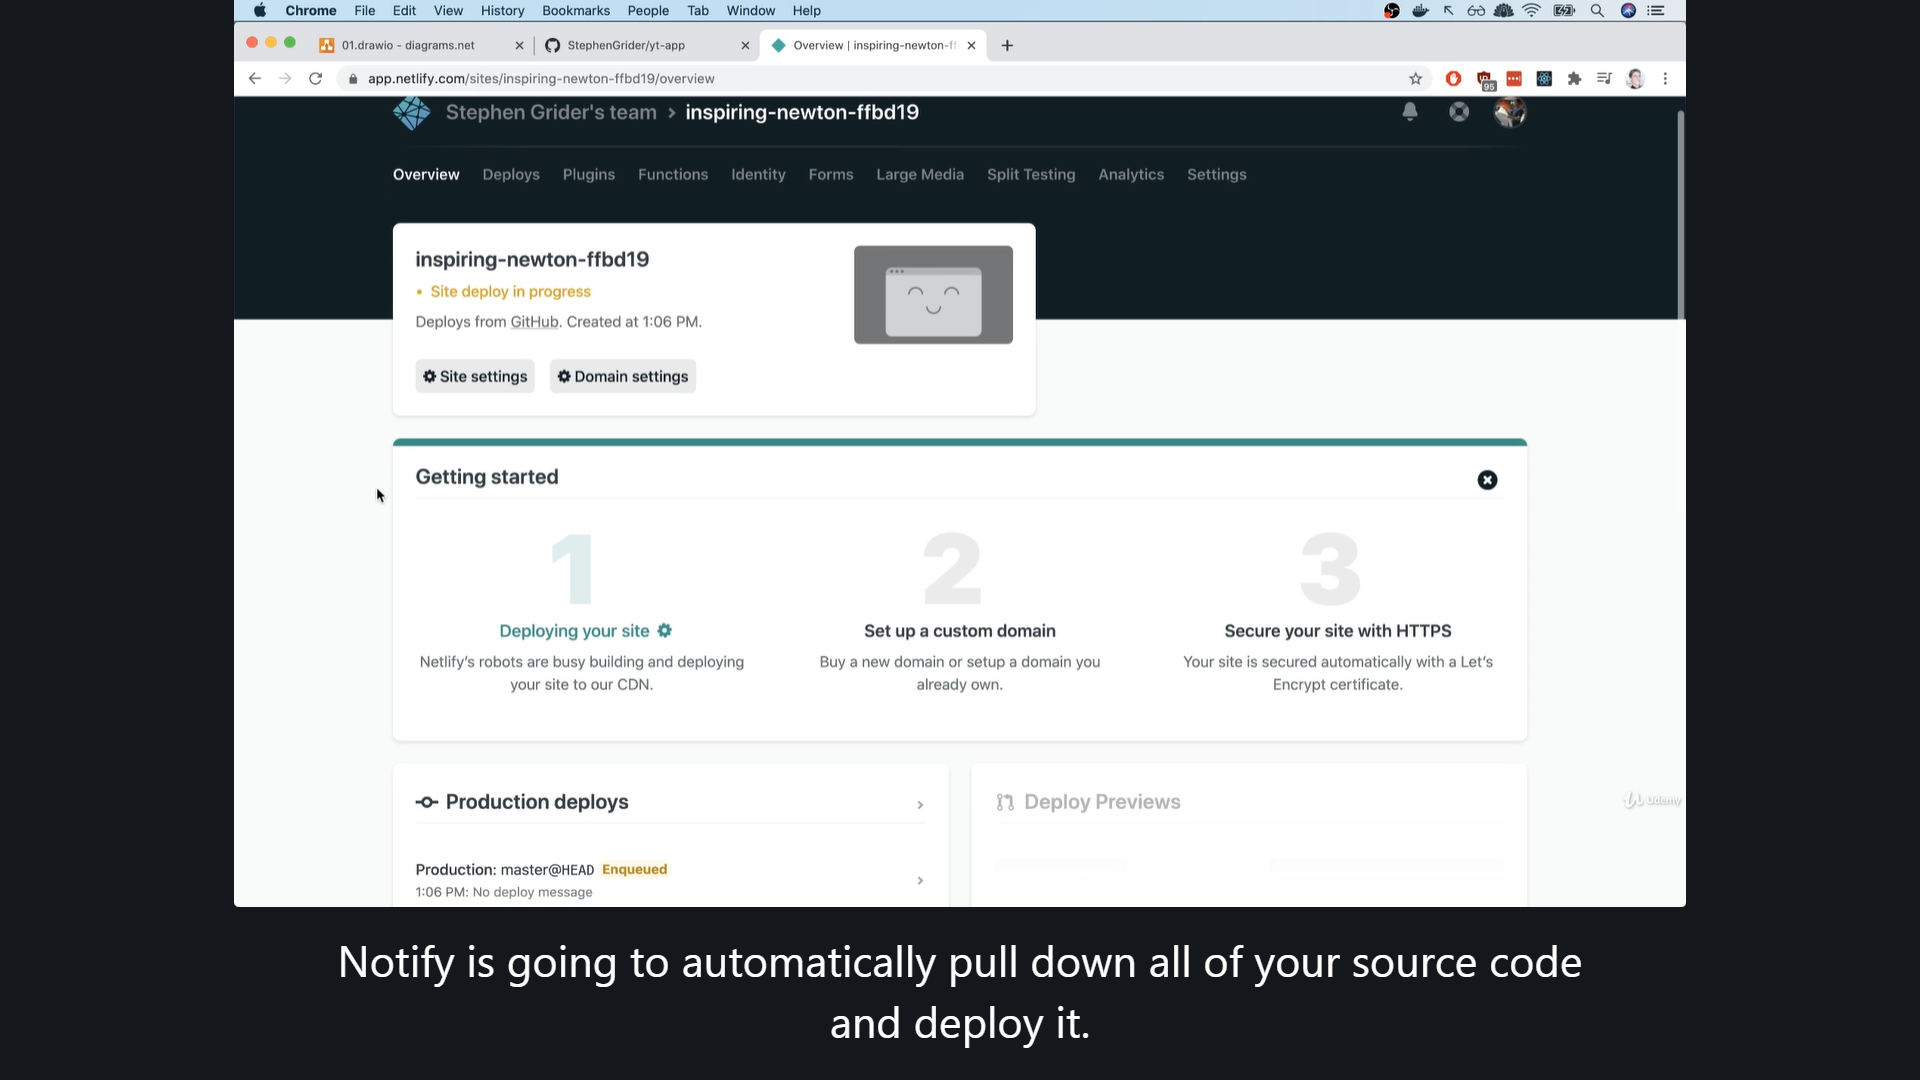 Chrome File Edit View History Bookmarks People Tab Window Help
01.drawio - diagrams.net
StephenGrider/yt-app
Overview | inspiring-newton-ff
app.netlify.com/sites/inspiring-newton-ffbd19/overview
95
Stephen Grider's team > inspiring-newton-ffbd19
Overview Deploys Plugins Functions Identity Forms Large Media Split Testing Analytics Settings
inspiring-newton-ffbd19
• Site deploy in progress
Deploys from GitHub. Created at 1:06 PM.
Site settings
Domain settings
Getting started
1
Deploying your site
Netlify's robots are busy building and deploying
your site to our CDN.
2
Set up a custom domain
Buy a new domain or setup a domain you
already own.
3
Secure your site with HTTPS
Your site is secured automatically with a Let's
Encrypt certificate.
Production deploys
Production: master@HEAD Enqueued
1:06 PM: No deploy message
Deploy Previews
Udemy
Notify is going to automatically pull down all of your source code
and deploy it.